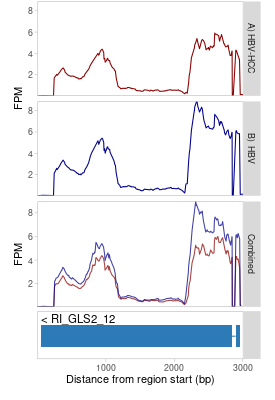 8
6
4
2
FPM
A) HBV-HCC
8
6
4
2
B) HBV
8
6
4
2
FPM
Combined
< RI_GLS2_12
1000 2000 3000
Distance from region start (bp)